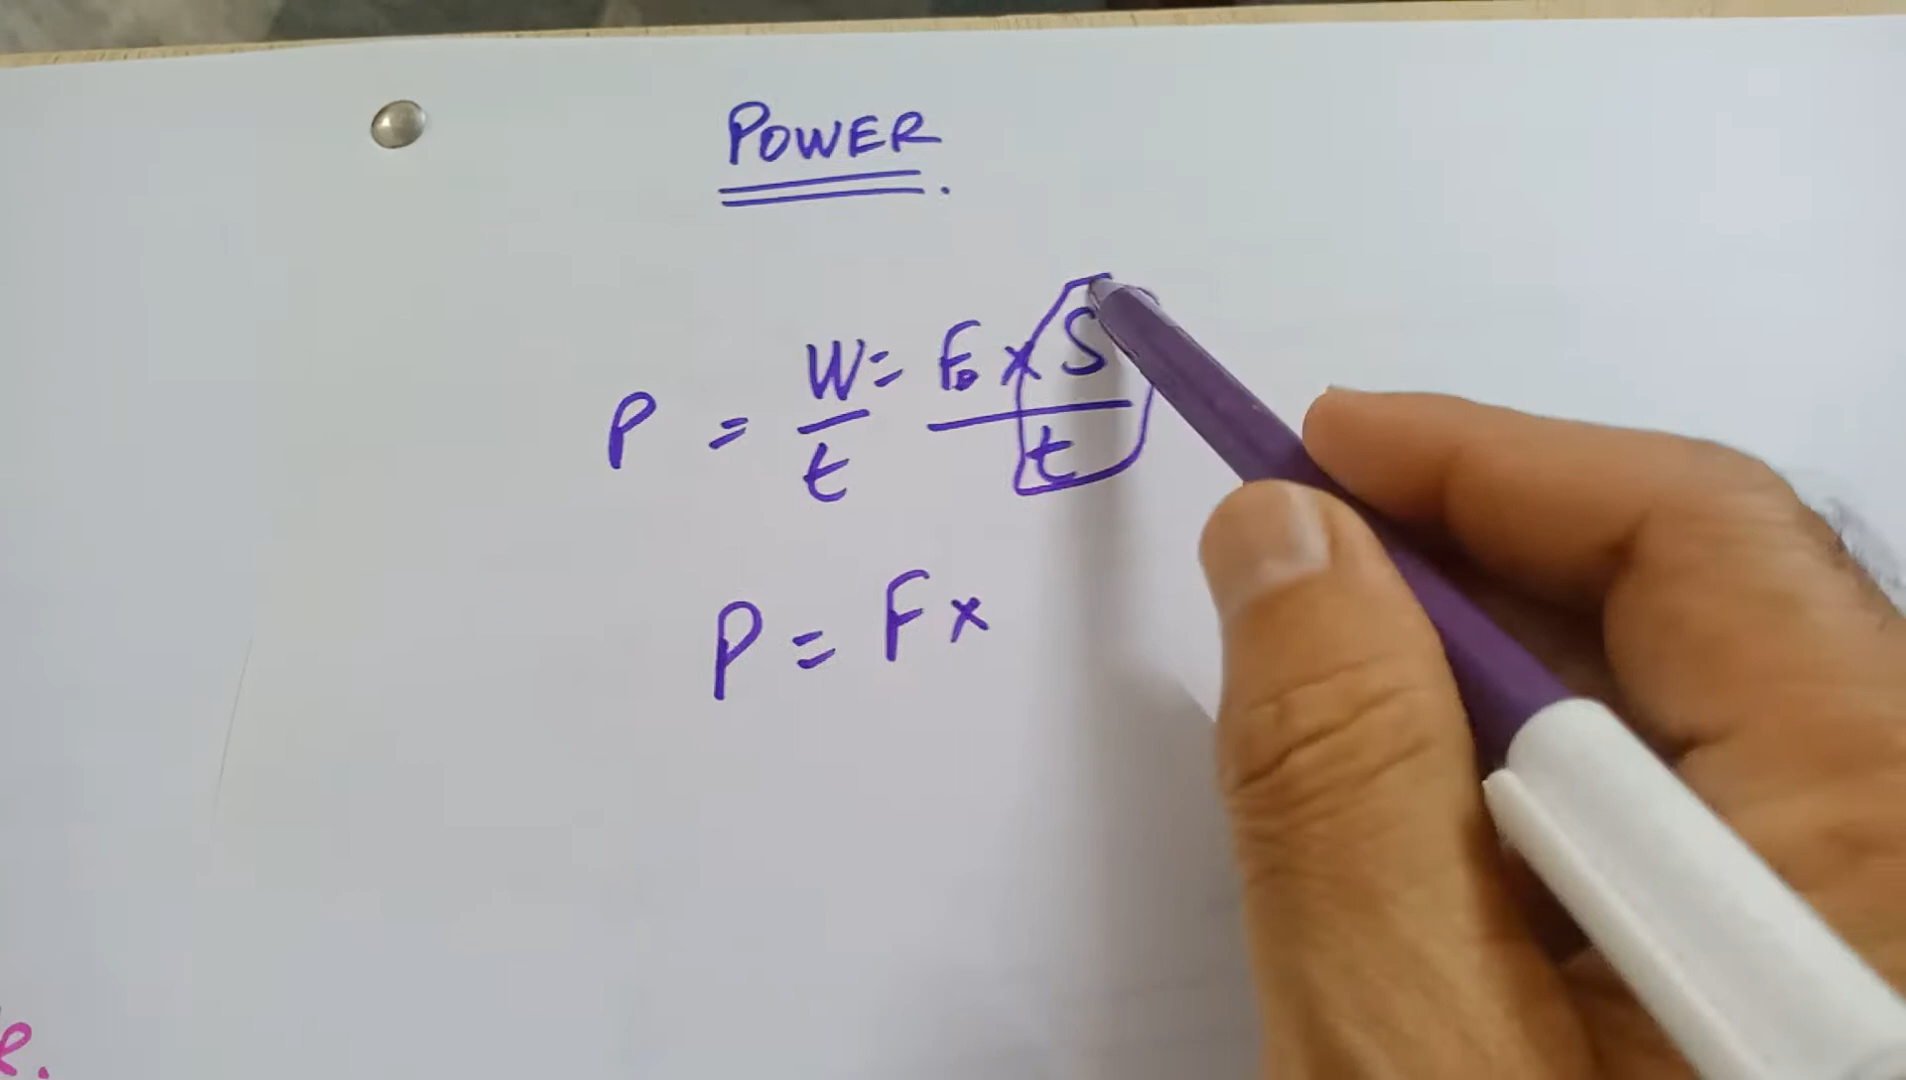 POWER.
P = W/t = F × S/t
P = F ×
e.